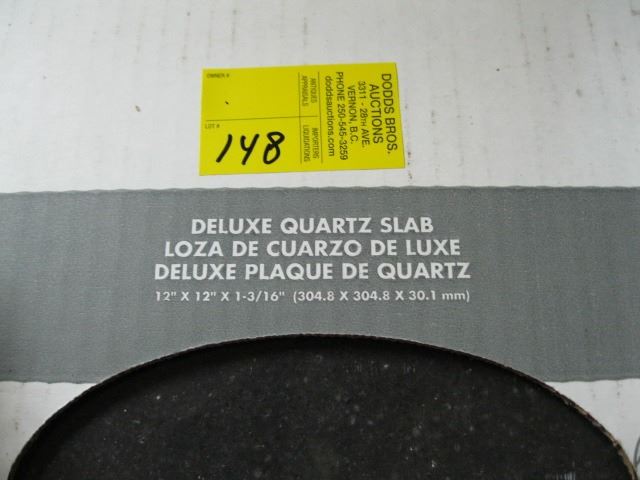 OWNER #
LOT #
148
ANTIQUES
APPRAISALS
IMPORTERS
LIQUIDATIONS
DODDS BROS.
AUCTIONS
3311 - 28TH AVE.
VERNON, B.C.
PHONE 250-545-3259
doddsauctions.com
DELUXE QUARTZ SLAB
LOZA DE CUARZO DE LUXE
DELUXE PLAQUE DE QUARTZ
12" X 12" X 1-3/16" (304.8 X 304.8 X 30.1 mm)